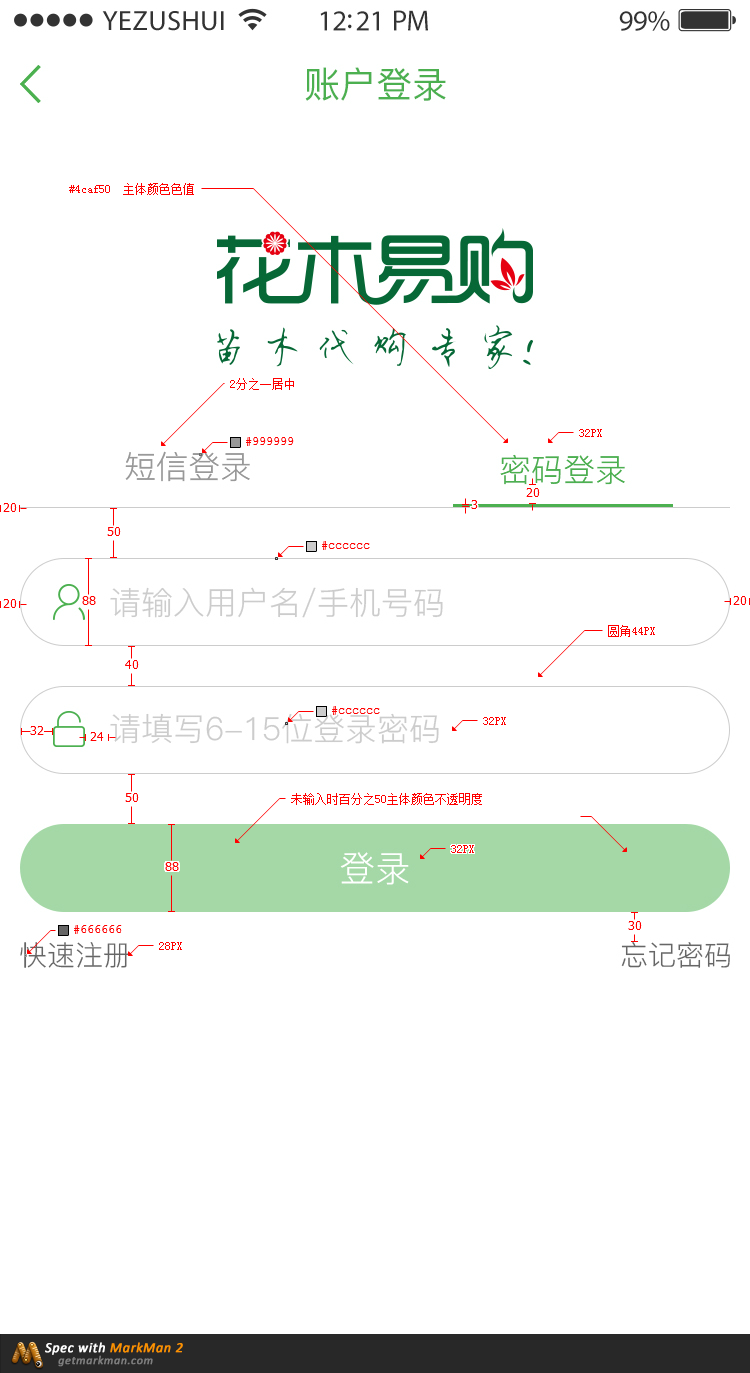 YEZUSHUI 12:21 PM 99%
账户登录
#4caf50 主体颜色色值
花木易购
苗木代购专家!
2分之一居中
32PX
#999999
短信登录 密码登录
20
20 3
50
#cccccc
20 88 请输入用户名/手机号码 20
圆角44PX
40
#cccccc
32 24 请填写6-15位登录密码 32PX
50 未输入时百分之50主体颜色不透明度
88 登录 32PX
30
#666666
28PX
快速注册 忘记密码
Spec with MarkMan 2
getmarkman.com